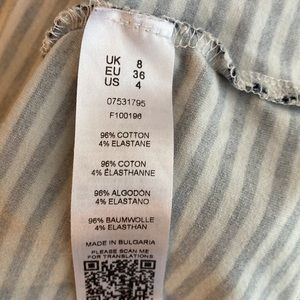 UK 8
EU 36
US 4
07531795
F100196
96% COTTON
4% ELASTANE
96% COTON
4% ÉLASTHANNE
96% ALGODÓN
4% ELASTANO
96% BAUMWOLLE
4% ELASTHAN
MADE IN BULGARIA
PLEASE SCAN ME
FOR TRANSLATIONS